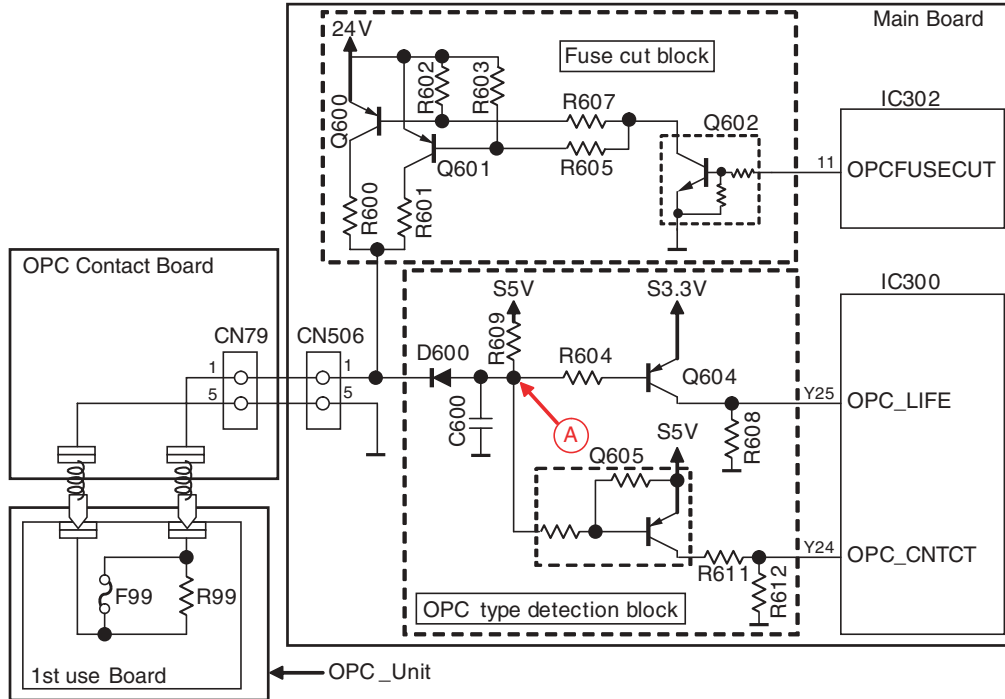 Main Board
24V
Fuse cut block
R602
R603
Q600
R607
Q602
IC302
Q601
R605
11
OPCFUSECUT
R600
R601
OPC Contact Board
S5V
S3.3V
IC300
CN79
CN506
R609
D600
R604
1
1
Q604
Y25
OPC_LIFE
5
5
C600
A
R608
S5V
Q605
Y24
OPC_CNTCT
R611
R612
F99
R99
OPC type detection block
1st use Board
OPC_Unit